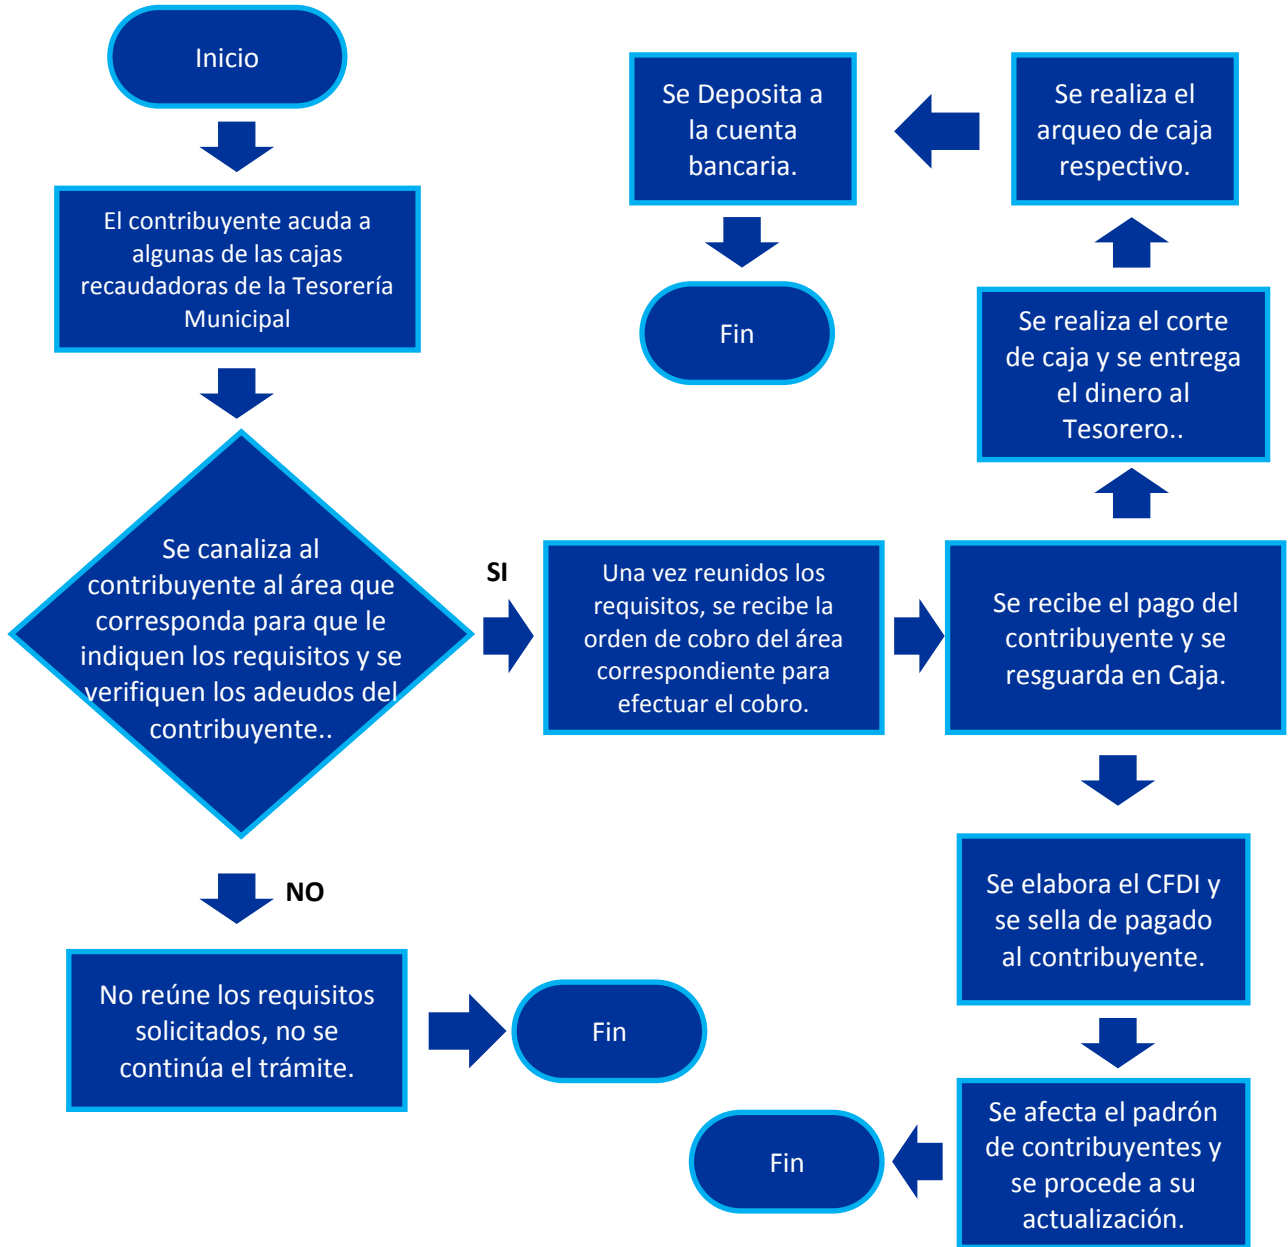 Inicio
El contribuyente acuda a
algunas de las cajas
recaudadoras de la Tesorería
Municipal
Se canaliza al
contribuyente al área que
corresponda para que le
indiquen los requisitos y se
verifiquen los adeudos del
contribuyente..
SI
Una vez reunidos los
requisitos, se recibe la
orden de cobro del área
correspondiente para
efectuar el cobro.
Se recibe el pago del
contribuyente y se
resguarda en Caja.
Se realiza el corte
de caja y se entrega
el dinero al
Tesorero..
Se realiza el
arqueo de caja
respectivo.
Se Deposita a
la cuenta
bancaria.
Fin
Se elabora el CFDI y
se sella de pagado
al contribuyente.
Se afecta el padrón
de contribuyentes y
se procede a su
actualización.
Fin
NO
No reúne los requisitos
solicitados, no se
continúa el trámite.
Fin